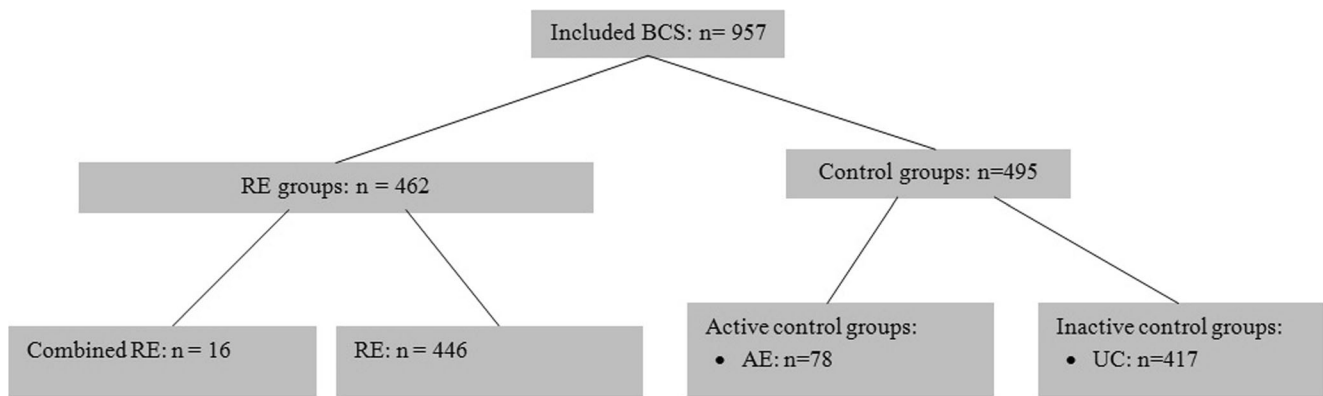 Included BCS: n= 957
RE groups: n = 462
Control groups: n=495
Combined RE: n = 16
RE: n = 446
Active control groups:
• AE: n=78
Inactive control groups:
• UC: n=417